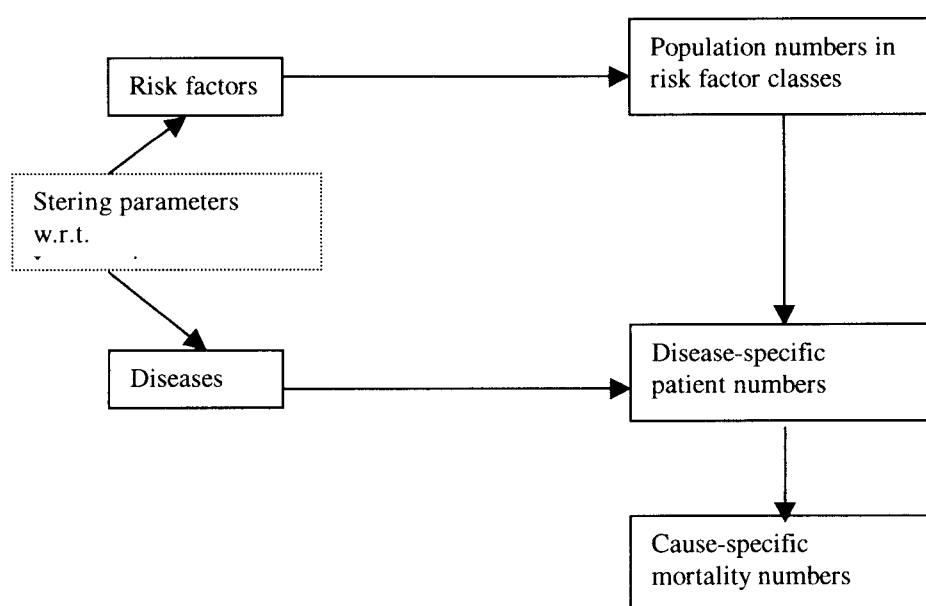 Population numbers in
risk factor classes
Risk factors
Stering parameters
w.r.t.
Disease-specific
patient numbers
Diseases
Cause-specific
mortality numbers